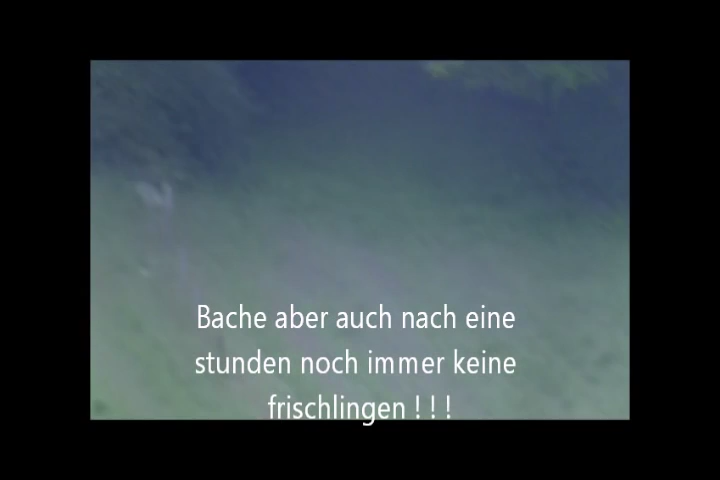 Bache aber auch nach eine
stunden noch immer keine
frischlingen ! ! !